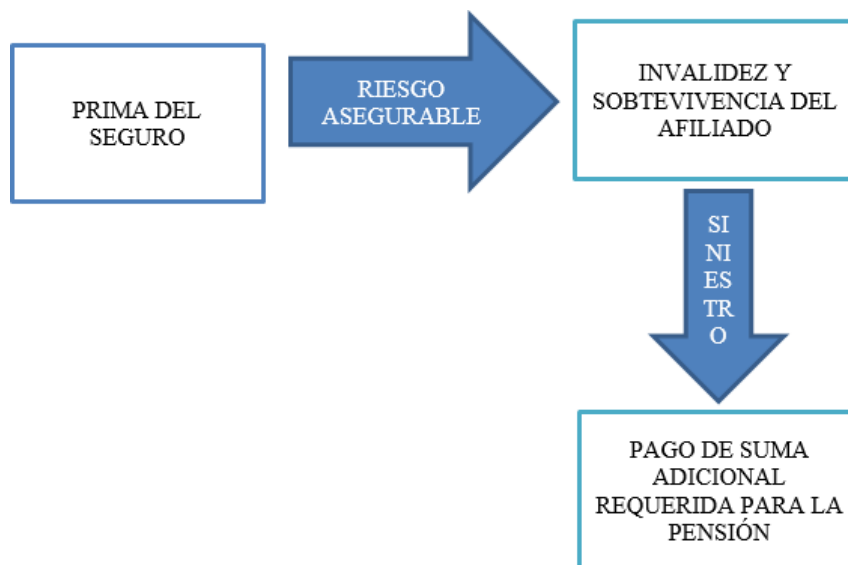 PRIMA DEL
SEGURO
RIESGO
ASEGURABLE
INVALIDEZ Y
SOBTEVIVENCIA DEL
AFILIADO
SI
NI
ES
TR
O
PAGO DE SUMA
ADICIONAL
REQUERIDA PARA LA
PENSIÓN